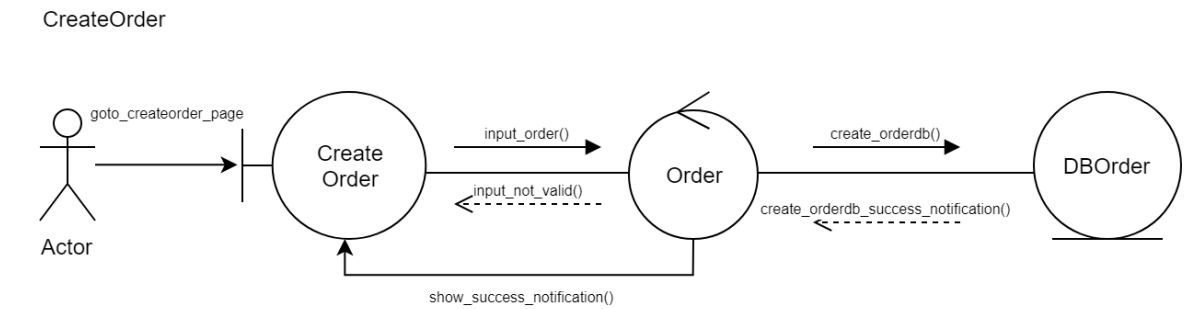 CreateOrder
goto_createorder_page
Actor
Create
Order
input_order()
input_not_valid()
Order
create_orderdb()
create_orderdb_success_notification()
DBOrder
show_success_notification()